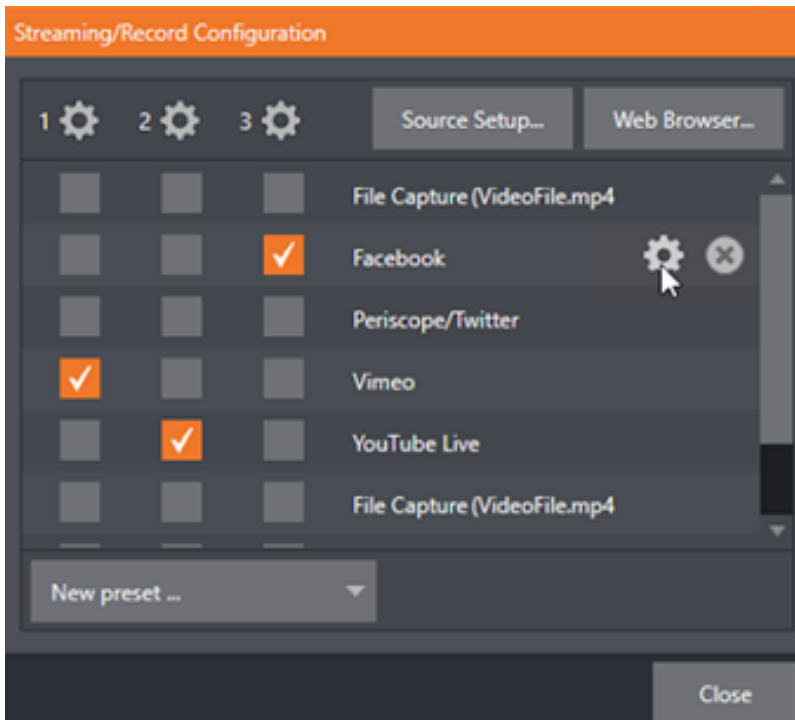 Streaming/Record Configuration
1 2 3 Source Setup... Web Browser...
File Capture (VideoFile.mp4
Facebook
Periscope/Twitter
Vimeo
YouTube Live
File Capture (VideoFile.mp4
New preset ...
Close